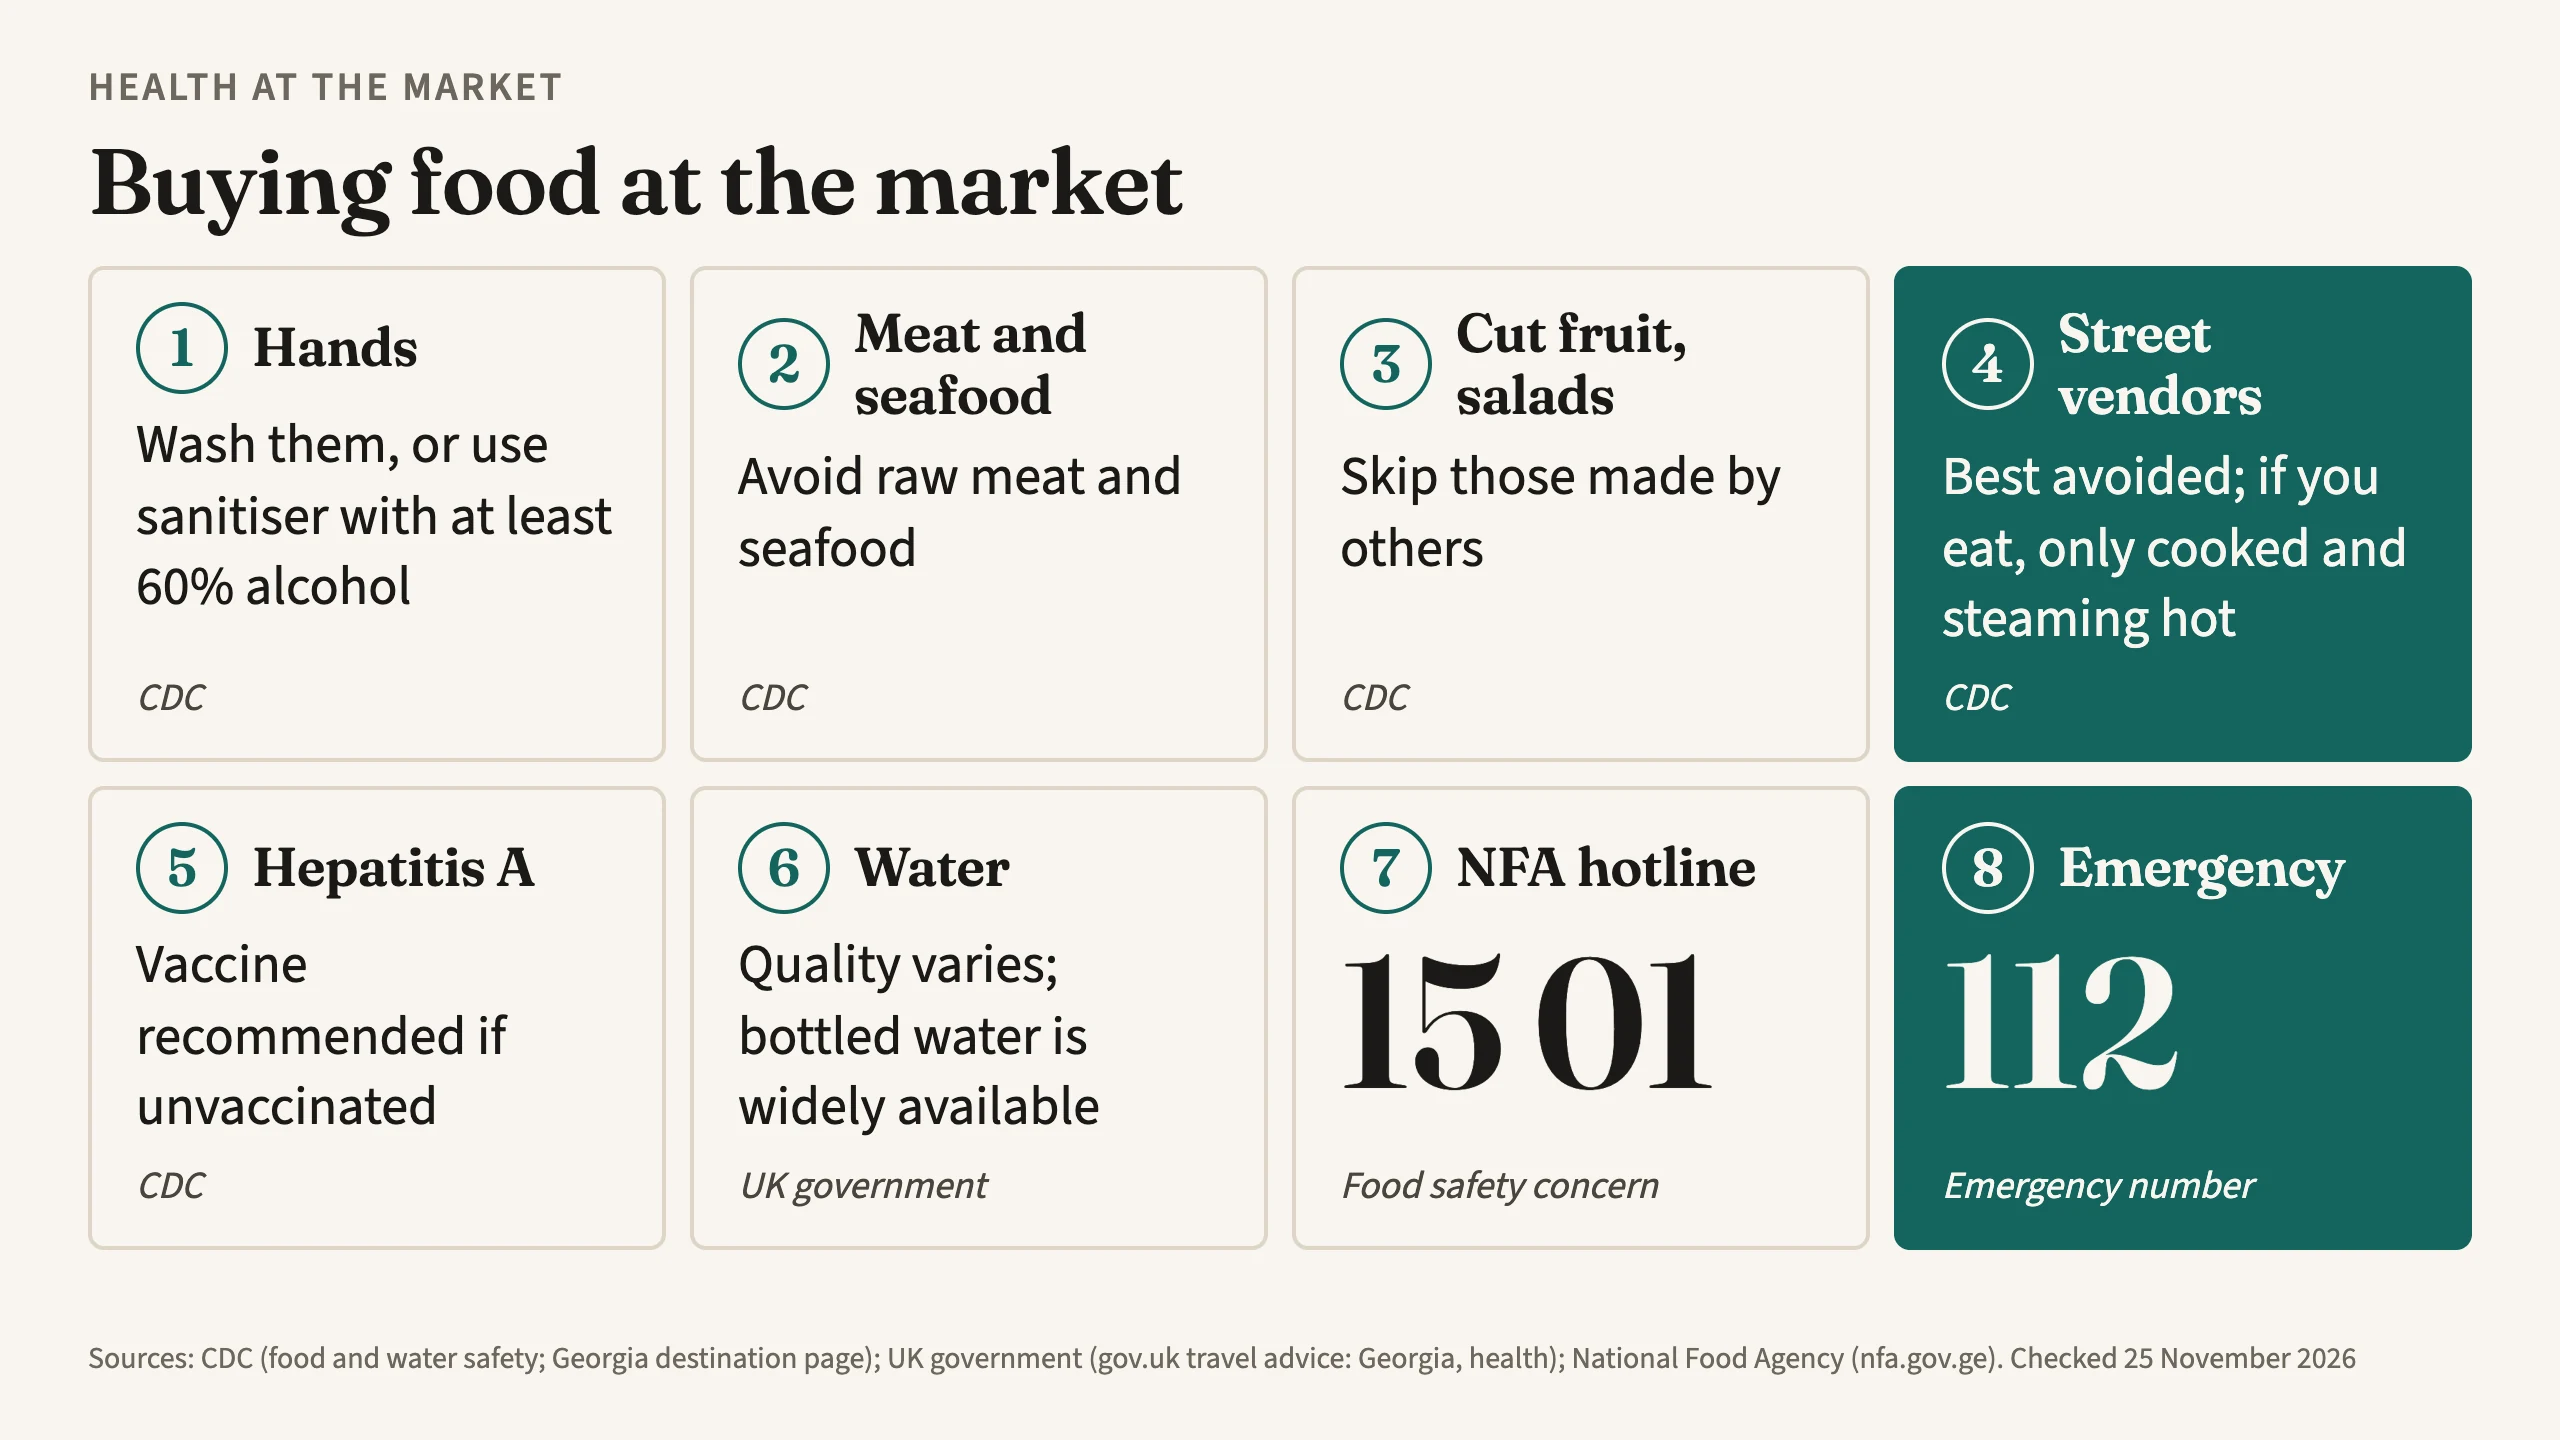 HEALTH AT THE MARKET
Buying food at the market
1 Hands
Wash them, or use
sanitiser with at least
60% alcohol
CDC
2 Meat and
seafood
Avoid raw meat and
seafood
CDC
3 Cut fruit,
salads
Skip those made by
others
CDC
4 Street
vendors
Best avoided; if you
eat, only cooked and
steaming hot
CDC
5 Hepatitis A
Vaccine
recommended if
unvaccinated
CDC
6 Water
Quality varies;
bottled water is
widely available
UK government
7 NFA hotline
15 01
Food safety concern
8 Emergency
112
Emergency number
Sources: CDC (food and water safety; Georgia destination page); UK government (gov.uk travel advice: Georgia, health); National Food Agency (nfa.gov.ge). Checked 25 November 2026